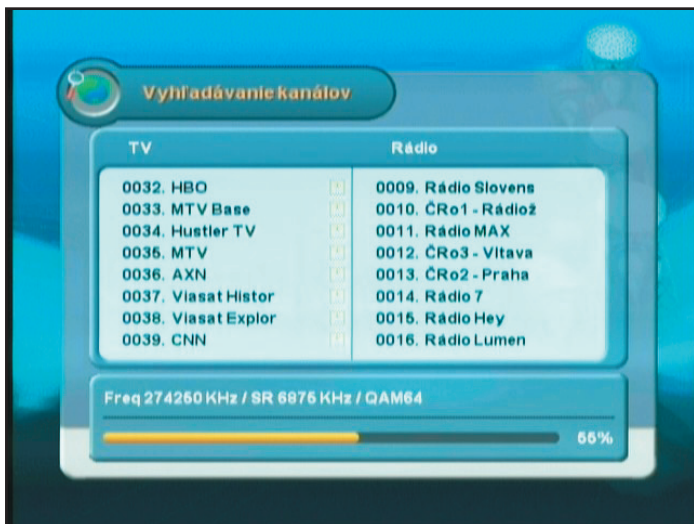 Vyhľadávanie kanálov
TV
Rádio
0032. HBO
0033. MTV Base
0034. Hustler TV
0035. MTV
0036. AXN
0037. Viasat Histor
0038. Viasat Explor
0039. CNN
0009. Rádio Slovens
0010. ČRo1 - Rádiož
0011. Rádio MAX
0012. ČRo3 - Vltava
0013. ČRo2 - Praha
0014. Rádio 7
0015. Rádio Hey
0016. Rádio Lumen
Freq 274250 KHz / SR 6875 KHz / QAM64
55%